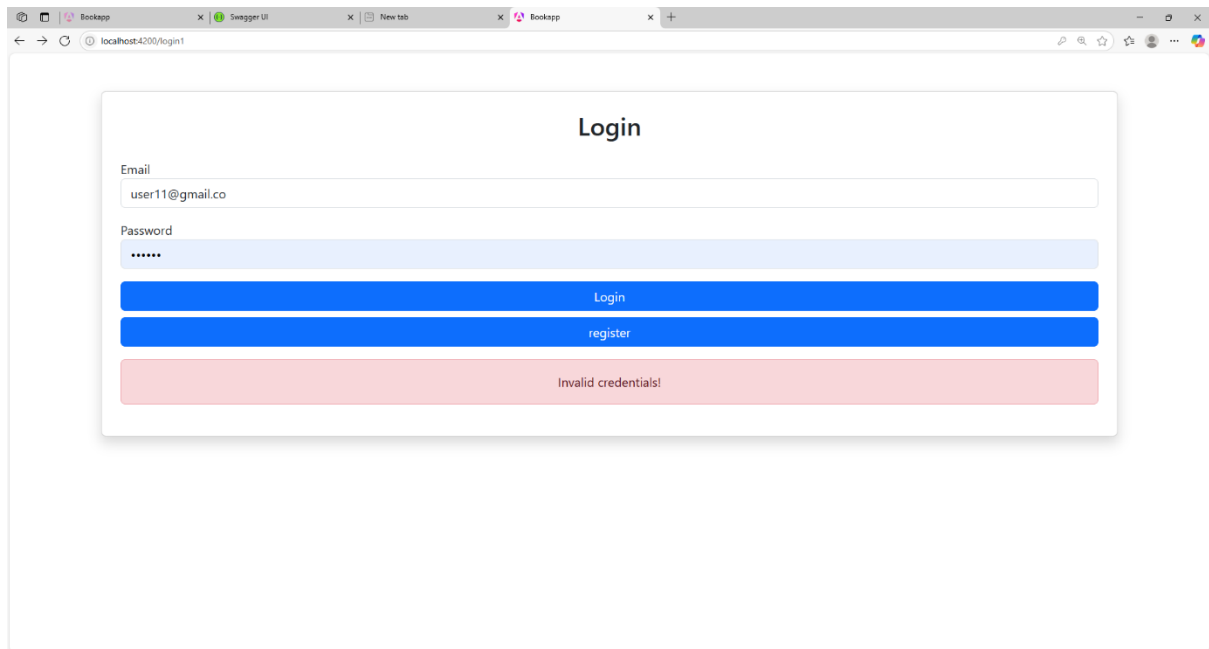 Bookapp
Swagger UI
New tab
Bookapp
localhost:4200/login1
Login
Email
user11@gmail.co
Password
••••••
Login
register
Invalid credentials!